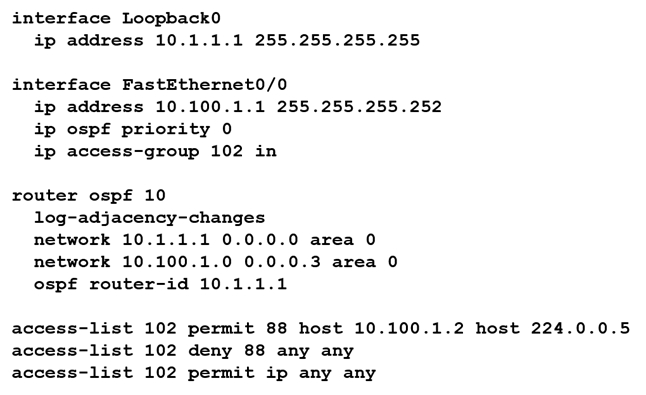 interface Loopback0
ip address 10.1.1.1 255.255.255.255
interface FastEthernet0/0
ip address 10.100.1.1 255.255.255.252
ip ospf priority 0
ip access-group 102 in
router ospf 10
log-adjacency-changes
network 10.1.1.1 0.0.0.0 area 0
network 10.100.1.0 0.0.0.3 area 0
ospf router-id 10.1.1.1
access-list 102 permit 88 host 10.100.1.2 host 224.0.0.5
access-list 102 deny 88 any any
access-list 102 permit ip any any